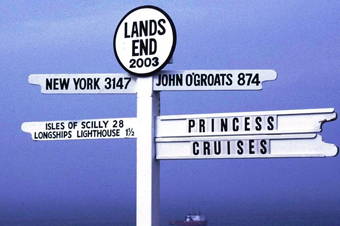 LANDS
END
2003
NEW YORK 3147
JOHN O'GROATS 874
ISLES OF SCILLY 28
LONGSHIPS LIGHTHOUSE 1½
PRINCESS
CRUISES